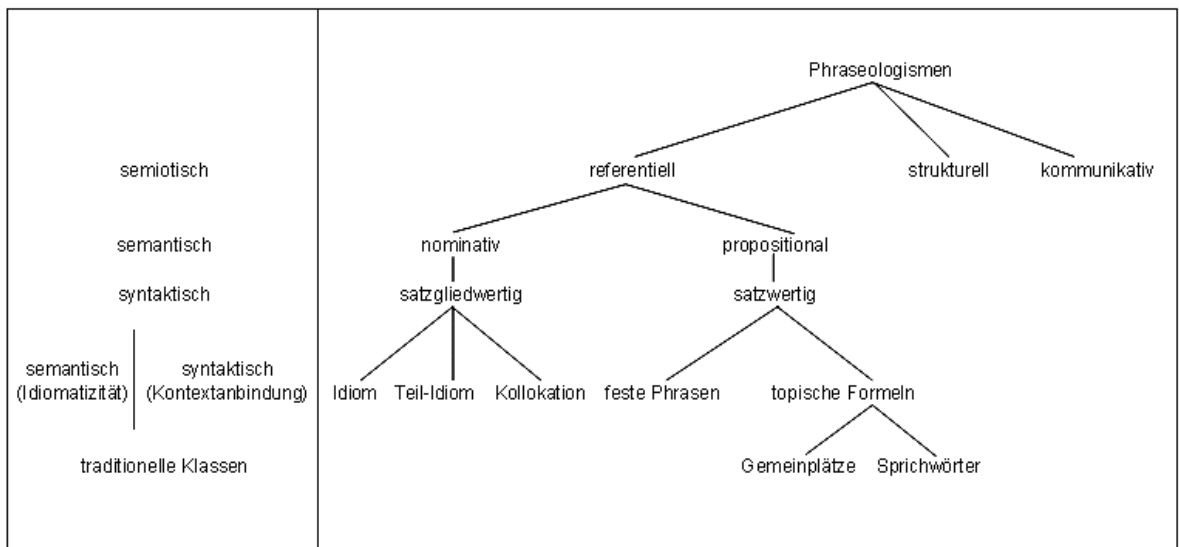 Phraseologismen
semiotisch referentiell strukturell kommunikativ
semantisch nominativ propositional
syntaktisch satzgliedwertig satzwertig
semantisch syntaktisch
(Idiomatizität) (Kontextanbindung) Idiom Teil-Idiom Kollokation feste Phrasen topische Formeln
traditionelle Klassen Gemeinplätze Sprichwörter